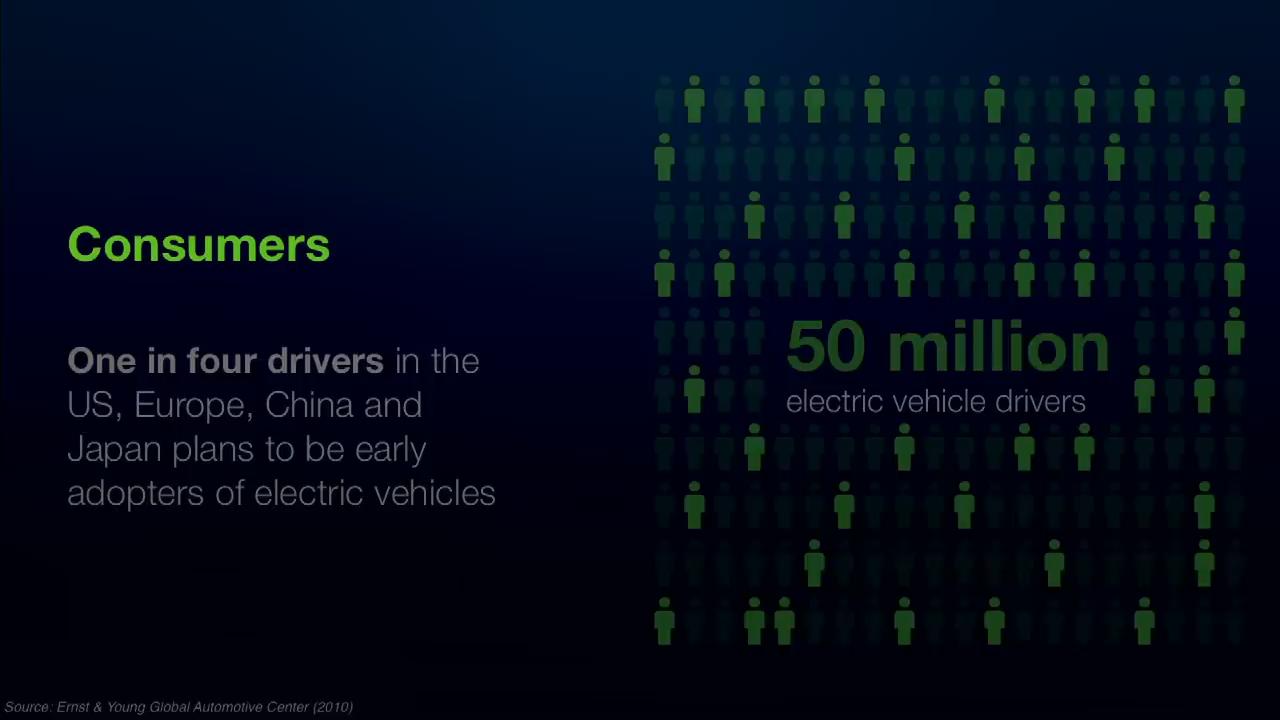 Consumers
One in four drivers in the
US, Europe, China and
Japan plans to be early
adopters of electric vehicles
50 million
electric vehicle drivers
Source: Ernst & Young Global Automotive Center (2010)